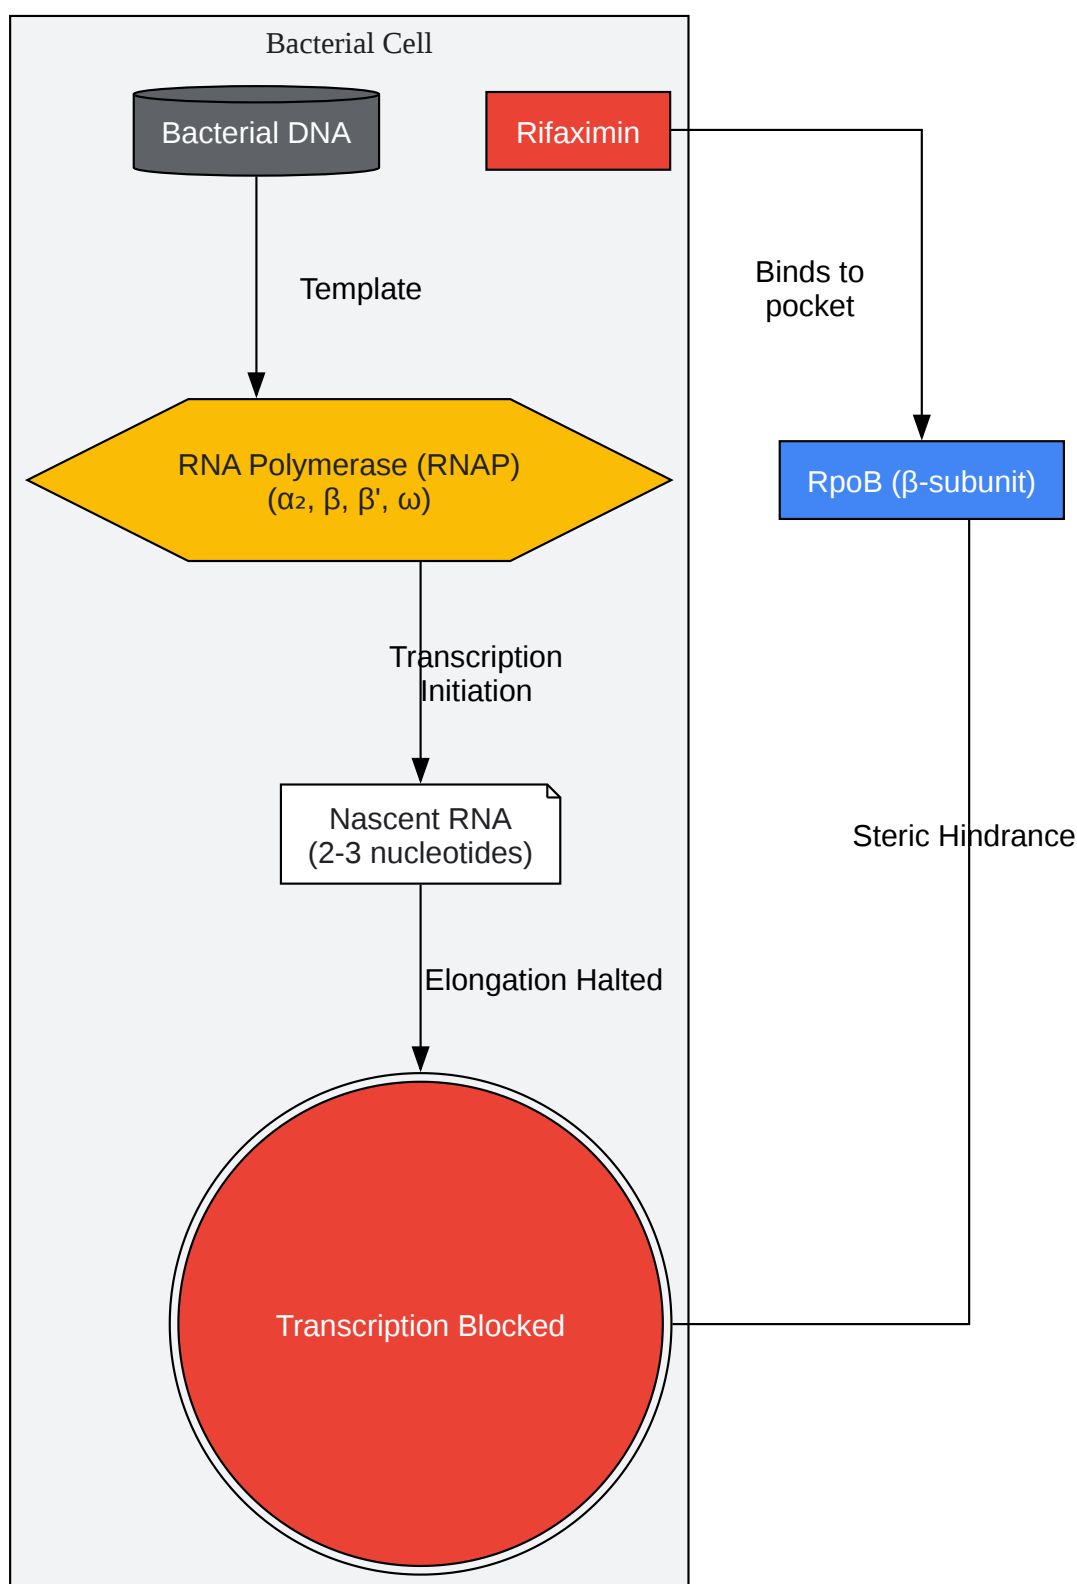 Bacterial Cell
Bacterial DNA
Rifaximin
Template
Binds to
pocket
RNA Polymerase (RNAP)
(α₂, β, β', ω)
RpoB (β-subunit)
Transcription
Initiation
Nascent RNA
(2-3 nucleotides)
Steric Hindrance
Elongation Halted
Transcription Blocked